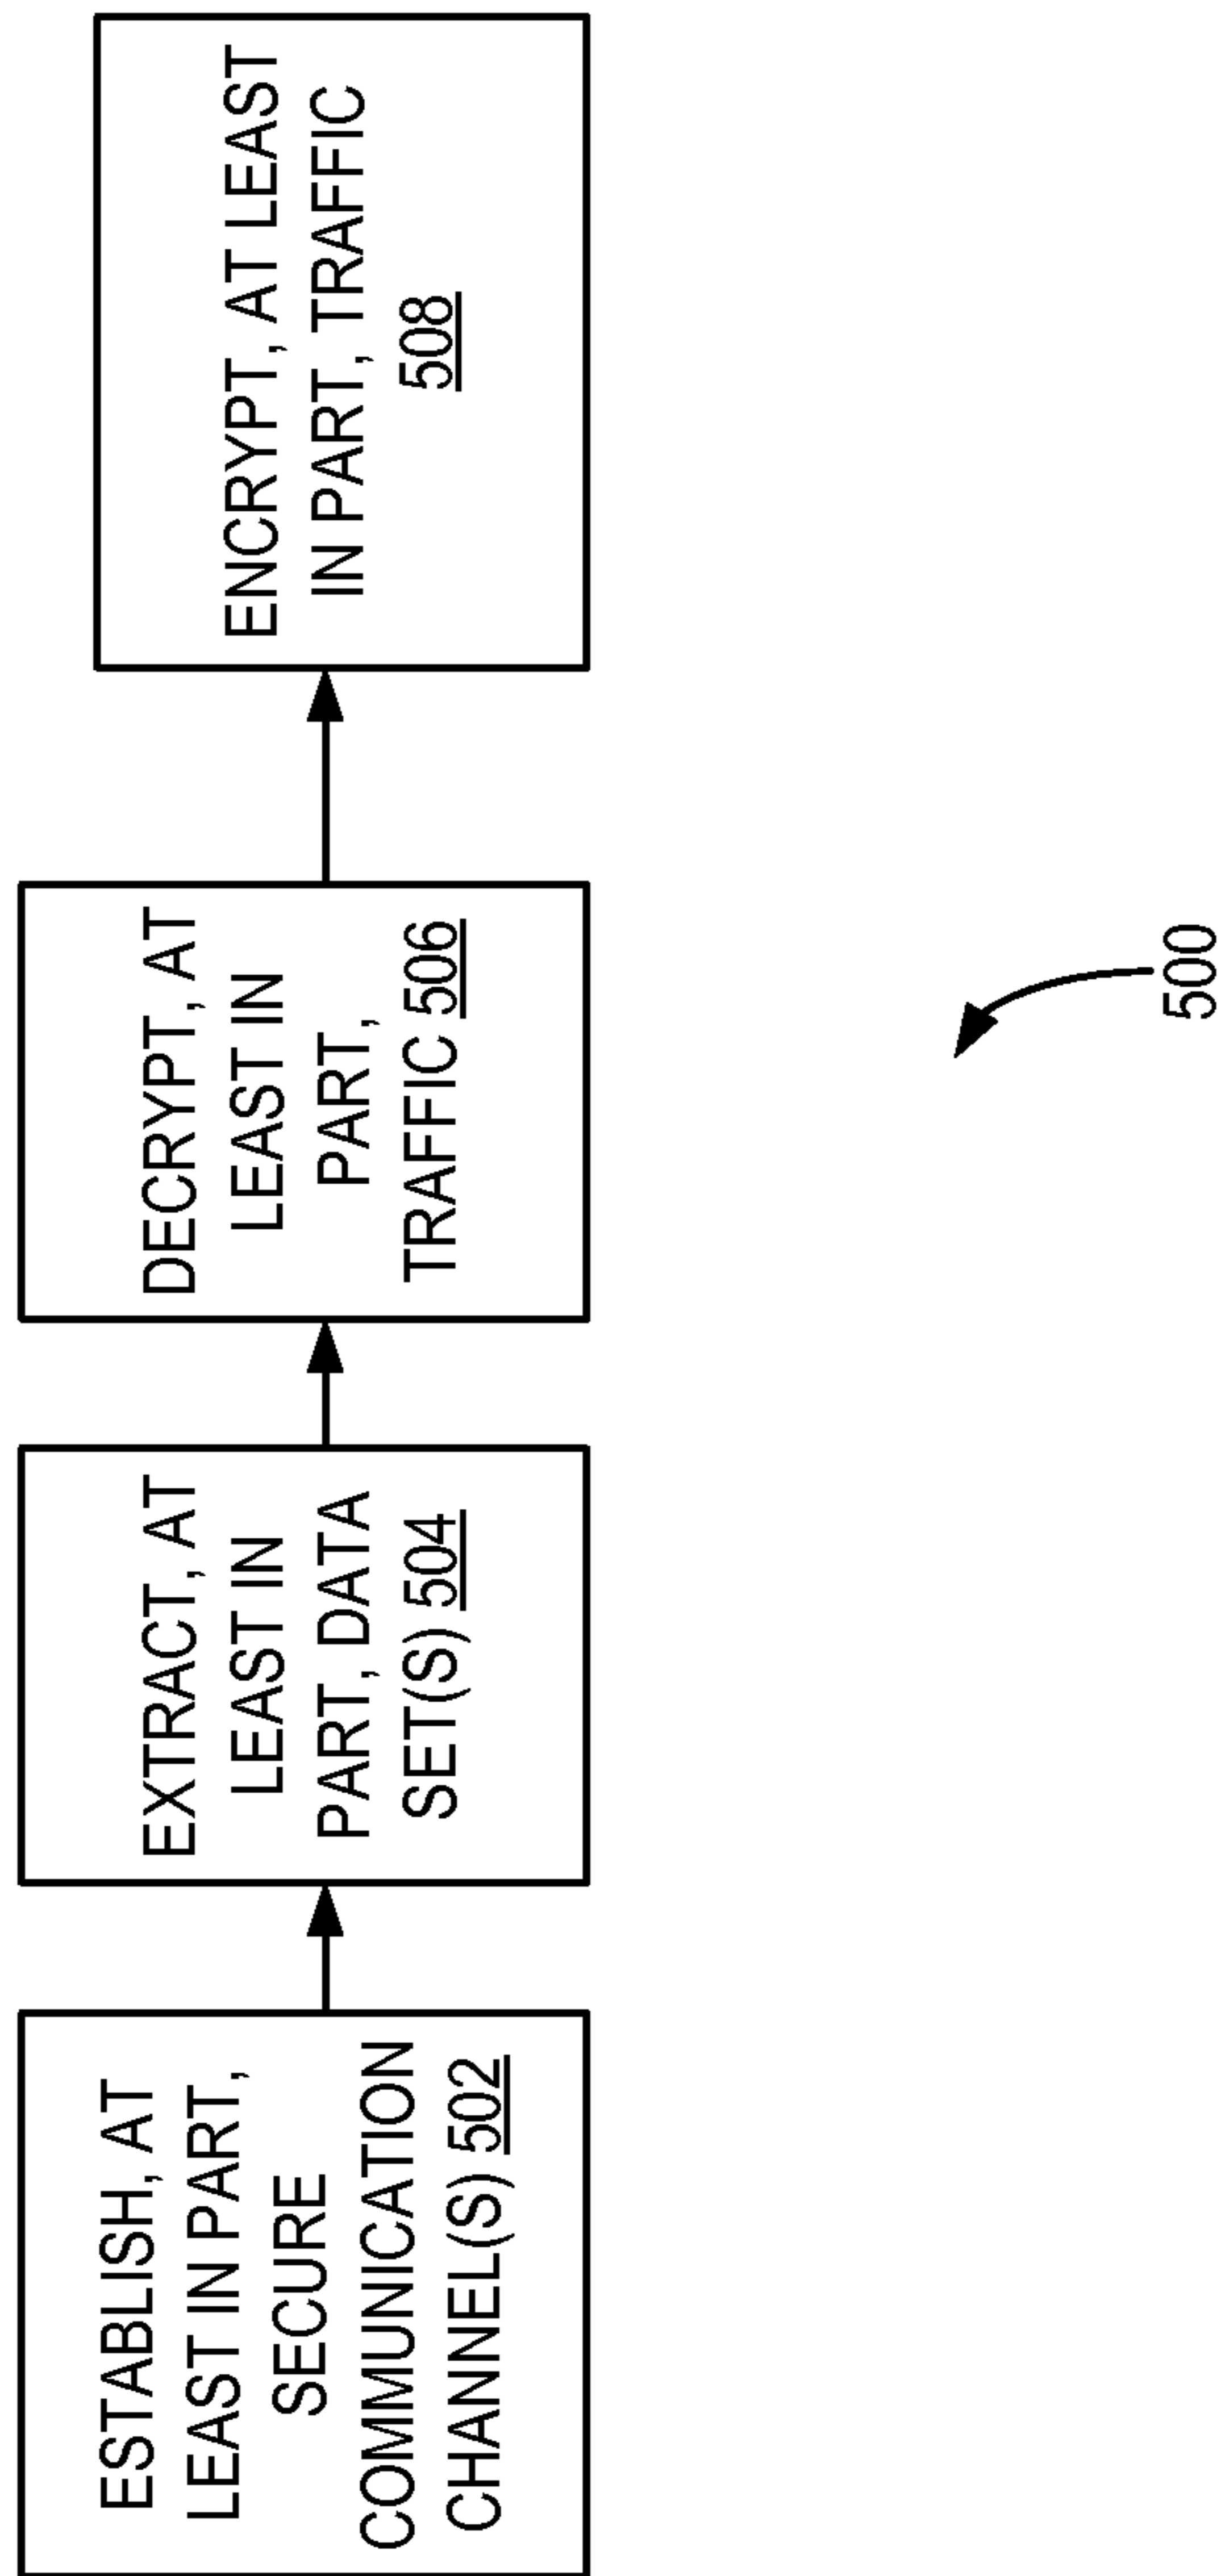 ESTABLISH, AT
LEAST IN PART,
SECURE
COMMUNICATION
CHANNEL(S) 502
EXTRACT, AT
LEAST IN
PART, DATA
SET(S) 504
DECRYPT, AT
LEAST IN
PART,
TRAFFIC 506
ENCRYPT, AT LEAST
IN PART, TRAFFIC
508
500